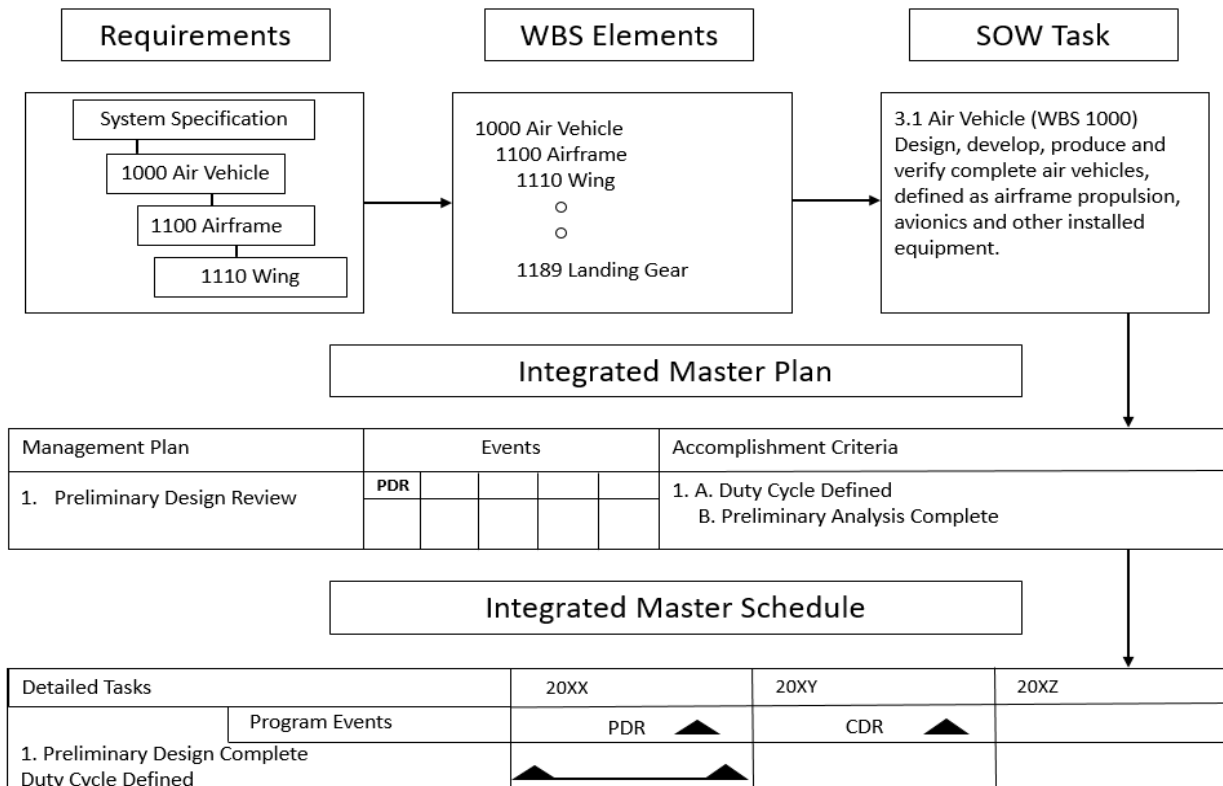 Requirements
WBS Elements
SOW Task
System Specification
1000 Air Vehicle
1100 Airframe
1110 Wing
1000 Air Vehicle
1100 Airframe
1110 Wing
1189 Landing Gear
3.1 Air Vehicle (WBS 1000)
Design, develop, produce and
verify complete air vehicles,
defined as airframe propulsion,
avionics and other installed
equipment.
Integrated Master Plan
Management Plan
Events
Accomplishment Criteria
1. Preliminary Design Review
PDR
1. A. Duty Cycle Defined
B. Preliminary Analysis Complete
Integrated Master Schedule
Detailed Tasks
20XX
20XY
20XZ
Program Events
PDR
CDR
1. Preliminary Design Complete
Duty Cycle Defined